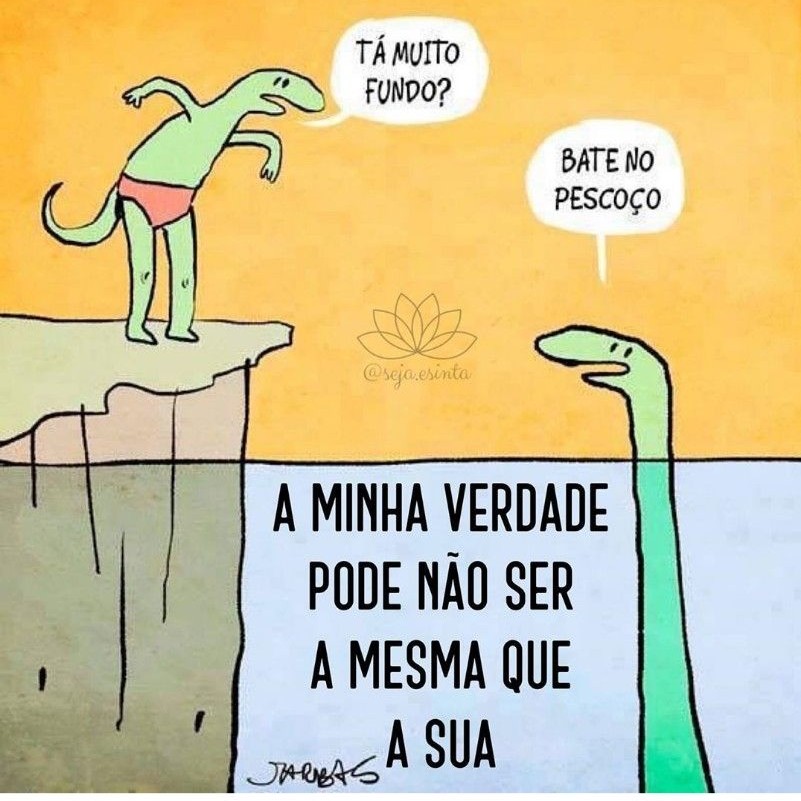 TÁ MUITO
FUNDO?
BATE NO
PESCOÇO
@seja.esinta
A MINHA VERDADE
PODE NÃO SER
A MESMA QUE
A SUA
JARBAS